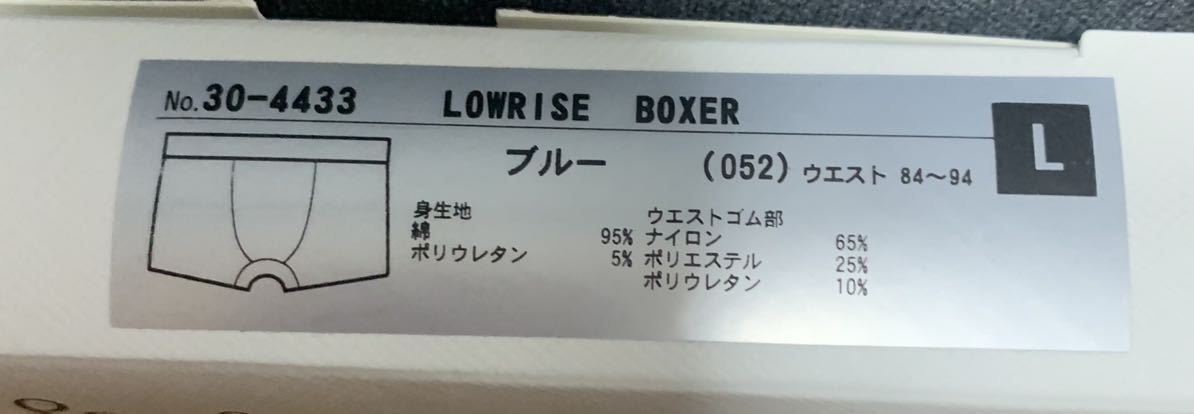 No.30-4433 LOWRISE BOXER
L
ブルー (052) ウエスト 84～94
身生地 ウエストゴム部
綿 95% ナイロン 65%
ポリウレタン 5% ポリエステル 25%
ポリウレタン 10%